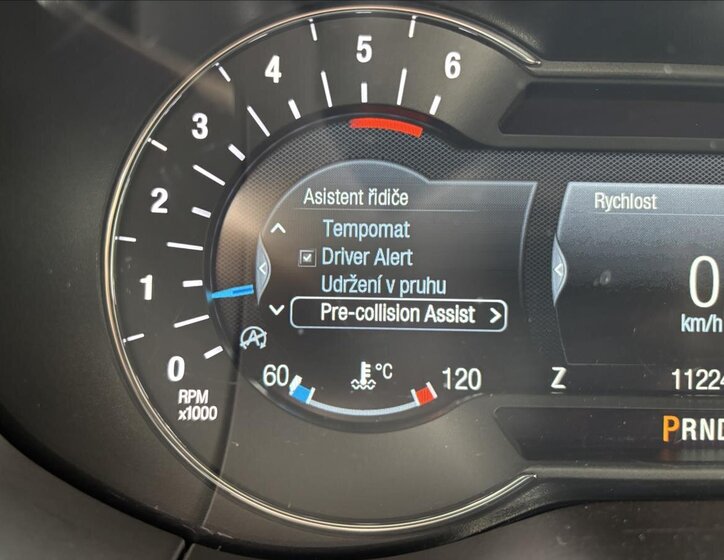 6
5
4
3
2
1
0
RPM
x1000
Asistent řidiče
Tempomat
Driver Alert
Udržení v pruhu
Pre-collision Assist
A
60
°C
120
Rychlost
0
km/h
Z
11224
PRND